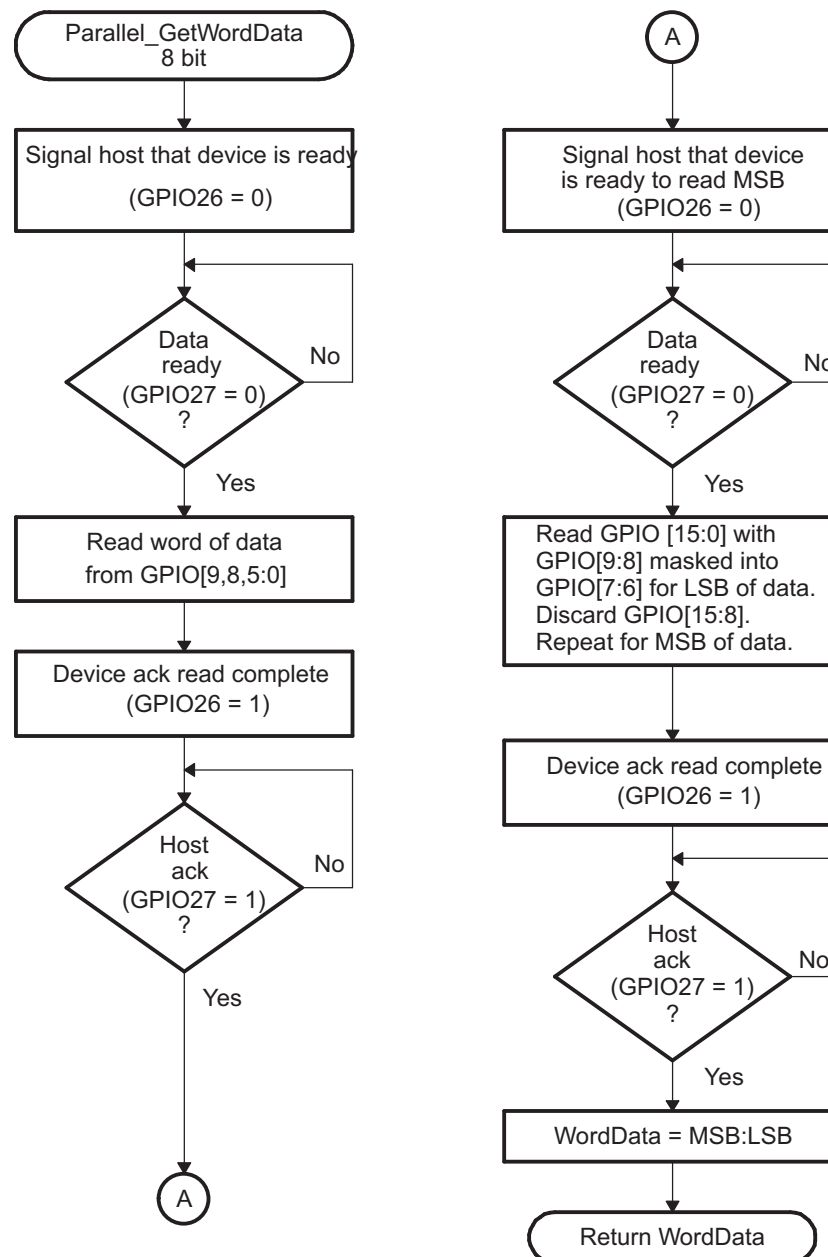 Parallel_GetWordData
8 bit
Signal host that device is ready
(GPIO26 = 0)
Data
ready
(GPIO27 = 0)
?
No
Yes
Read word of data
from GPIO[9,8,5:0]
Device ack read complete
(GPIO26 = 1)
Host
ack
(GPIO27 = 1)
?
No
Yes
A
A
Signal host that device
is ready to read MSB
(GPIO26 = 0)
Data
ready
(GPIO27 = 0)
?
No
Yes
Read GPIO [15:0] with
GPIO[9:8] masked into
GPIO[7:6] for LSB of data.
Discard GPIO[15:8].
Repeat for MSB of data.
Device ack read complete
(GPIO26 = 1)
Host
ack
(GPIO27 = 1)
?
No
Yes
WordData = MSB:LSB
Return WordData